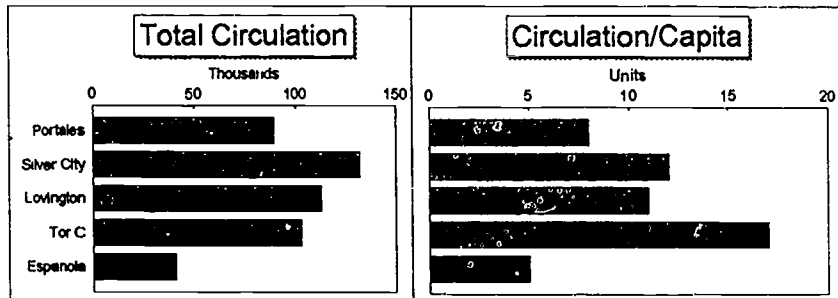 Total Circulation
Thousands
0 50 100 150
Portales
Silver City
Lovington
Tor C
Espanola
Circulation/Capita
Units
0 5 10 15 20